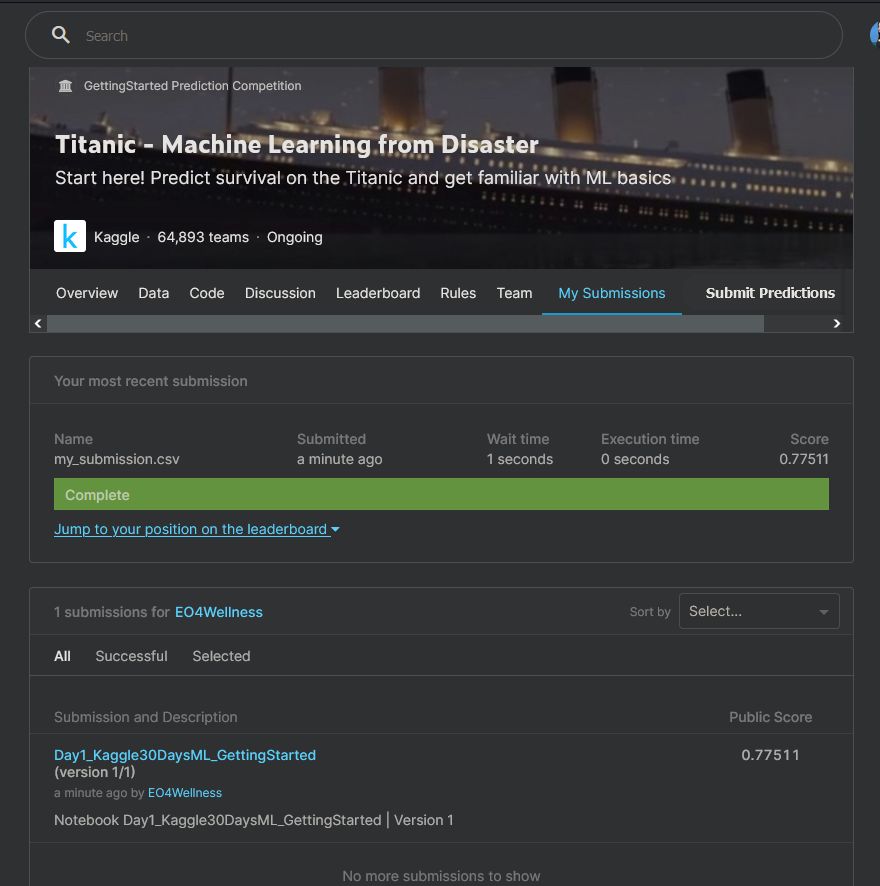 Search
GettingStarted Prediction Competition
Titanic - Machine Learning from Disaster
Start here! Predict survival on the Titanic and get familiar with ML basics
k Kaggle · 64,893 teams · Ongoing
Overview Data Code Discussion Leaderboard Rules Team My Submissions Submit Predictions
Your most recent submission
Name Submitted Wait time Execution time Score
my_submission.csv a minute ago 1 seconds 0 seconds 0.77511
Complete
Jump to your position on the leaderboard
1 submissions for EO4Wellness Sort by Select...
All Successful Selected
Submission and Description Public Score
Day1_Kaggle30DaysML_GettingStarted 0.77511
(version 1/1)
a minute ago by EO4Wellness
Notebook Day1_Kaggle30DaysML_GettingStarted | Version 1
No more submissions to show